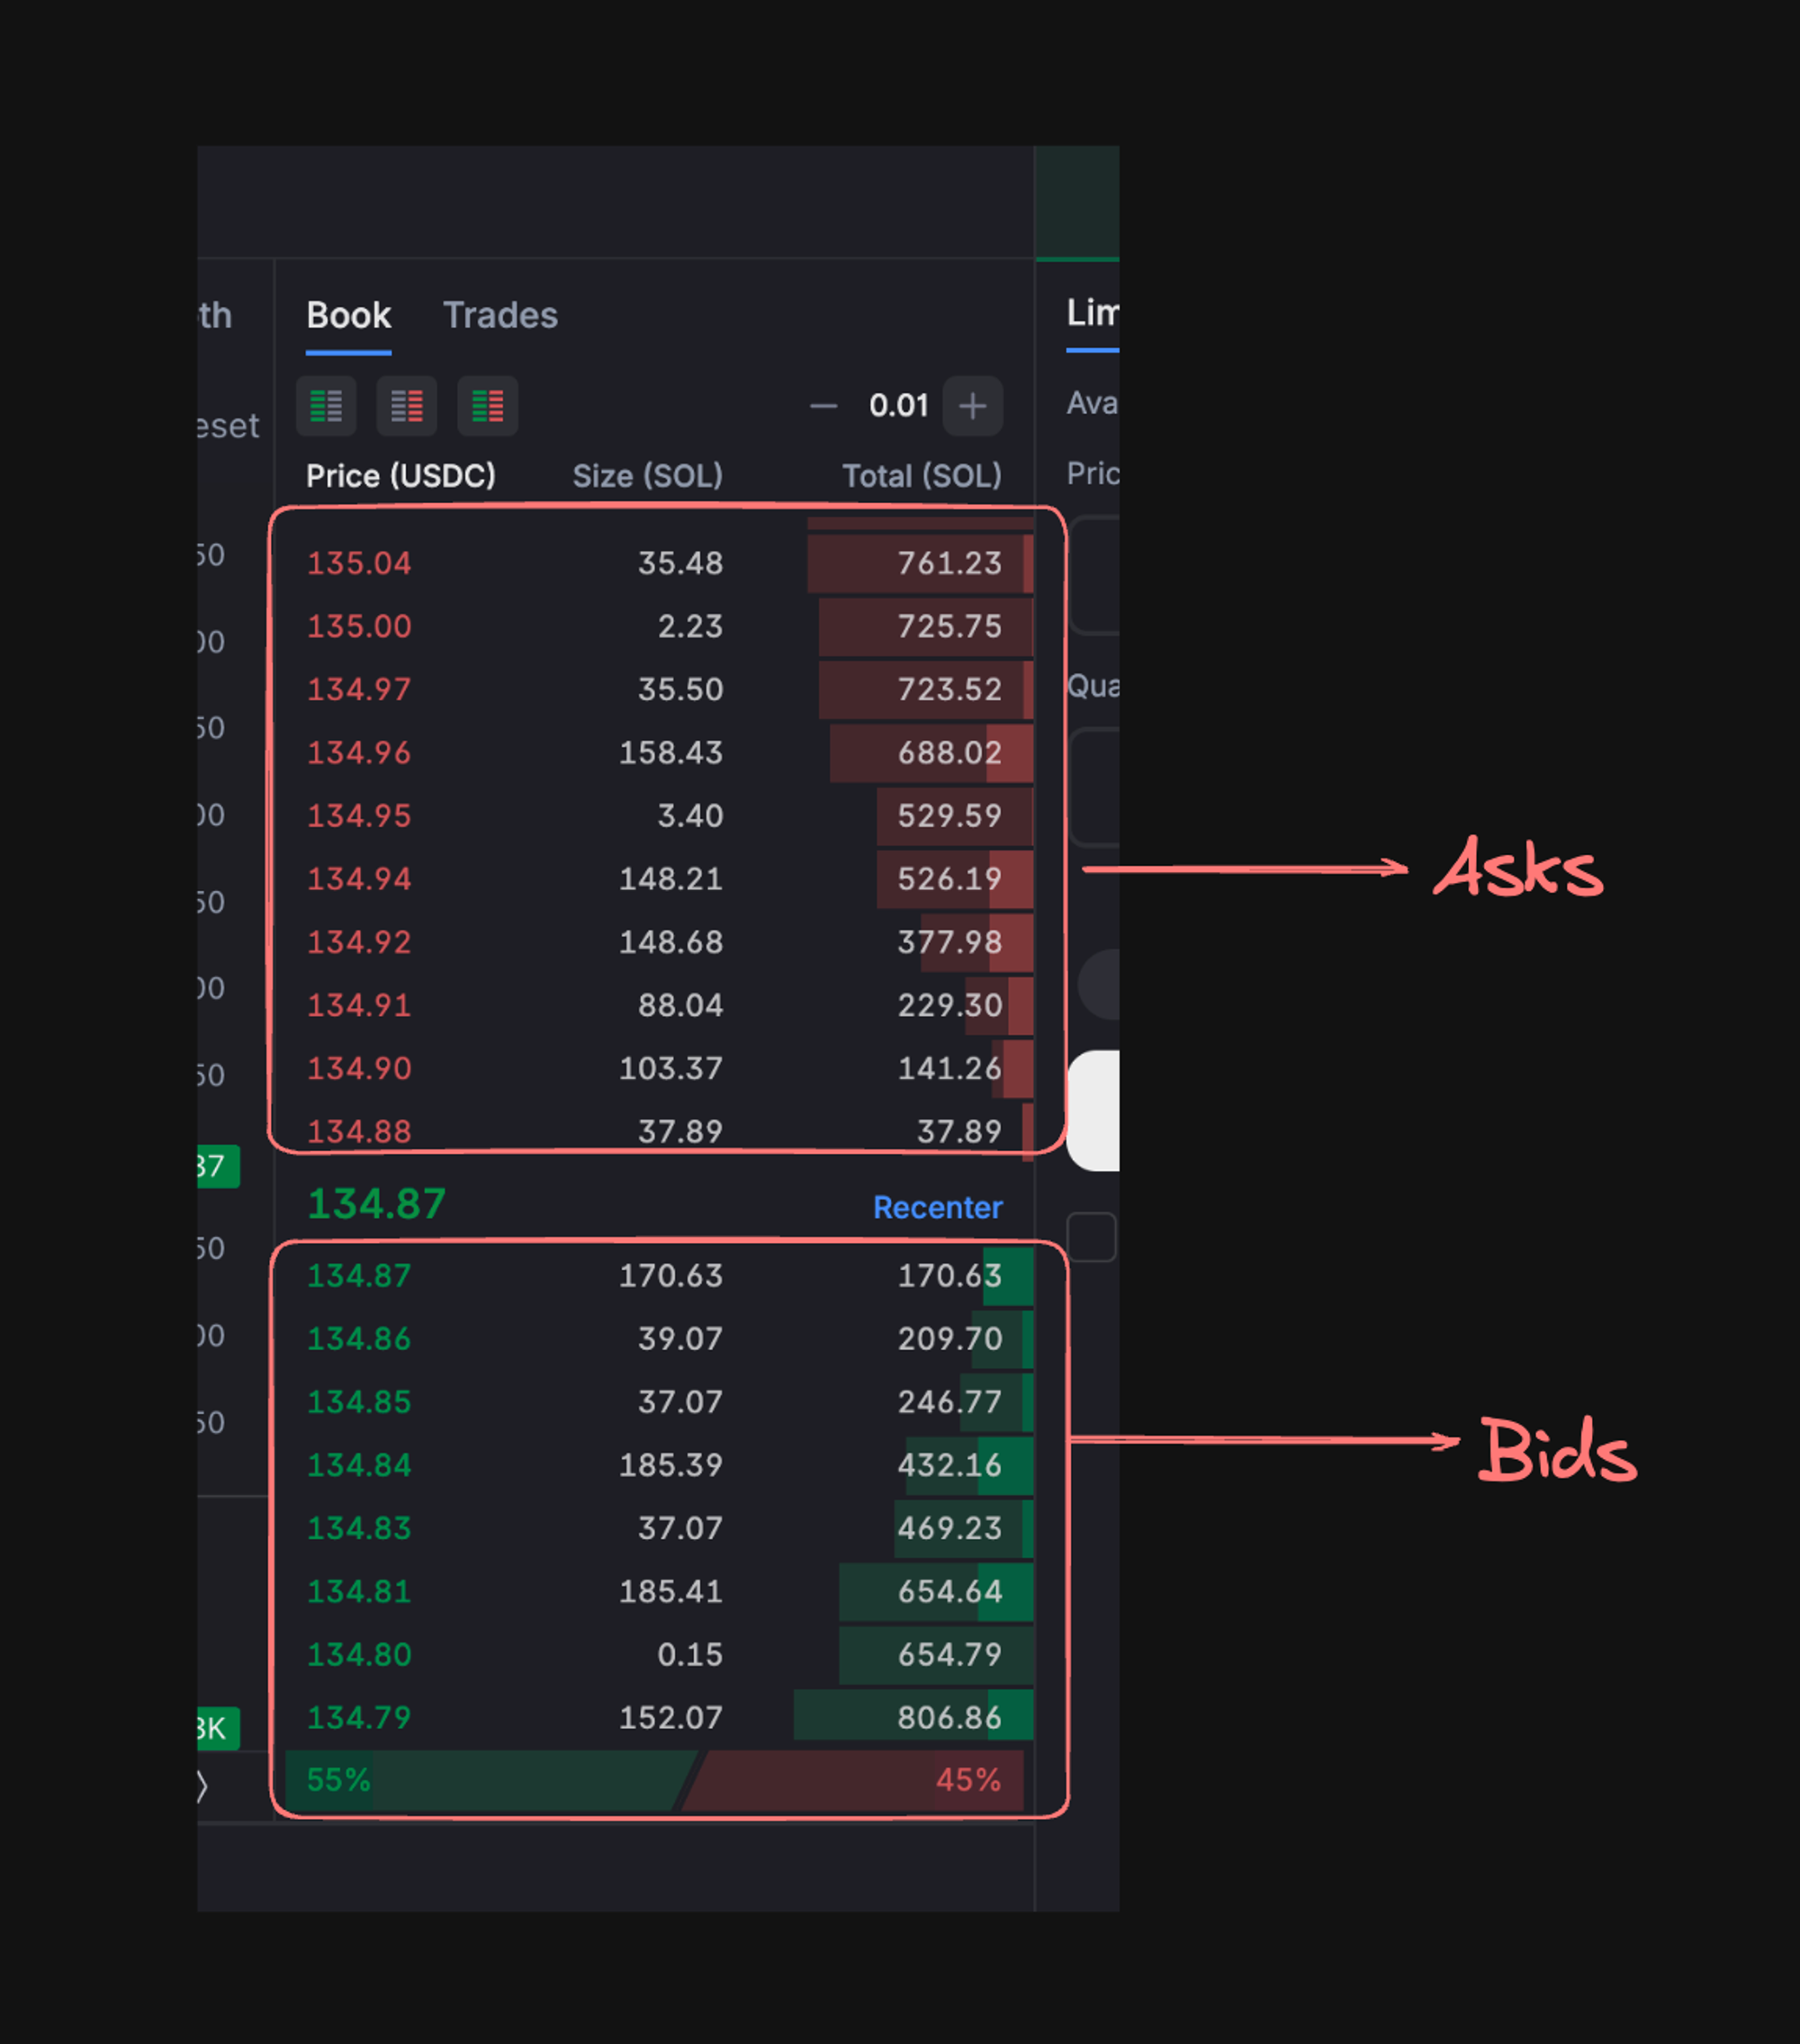 th Book Trades Lim
eset — 0.01 + Ava
Price (USDC) Size (SOL) Total (SOL) Pric
50 135.04 35.48 761.23
00 135.00 2.23 725.75
134.97 35.50 723.52 Qua
50 134.96 158.43 688.02
00 134.95 3.40 529.59
50 134.94 148.21 526.19 Asks
134.92 148.68 377.98
00 134.91 88.04 229.30
50 134.90 103.37 141.26
134.88 37.89 37.89
87
134.87 Recenter
50 134.87 170.63 170.63
00 134.86 39.07 209.70
50 134.85 37.07 246.77
134.84 185.39 432.16 Bids
134.83 37.07 469.23
134.81 185.41 654.64
134.80 0.15 654.79
3K 134.79 152.07 806.86
55% 45%